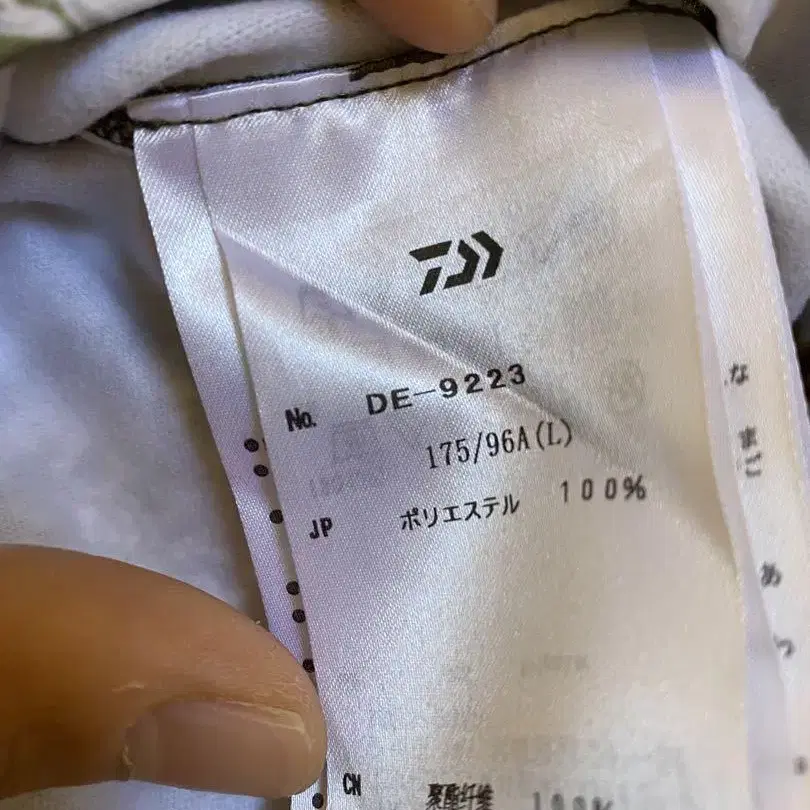 No. DE-9223
175/96A(L)
JP ポリエステル 100%
CN 聚酯纤维 100%
な
まご
あ